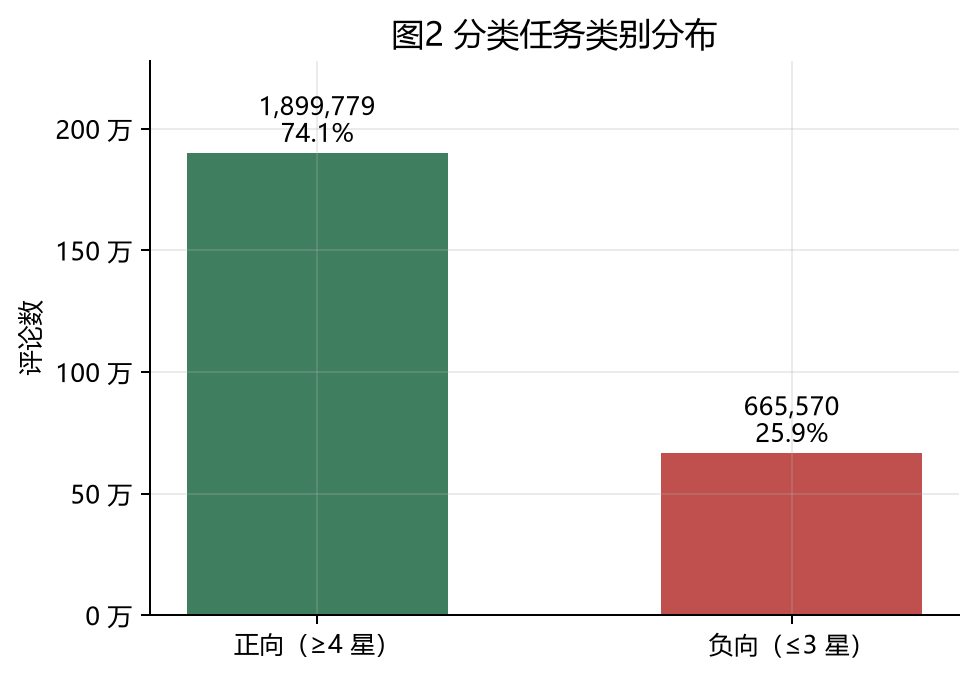 图2 分类任务类别分布
评论数
200 万
150 万
100 万
50 万
0 万
1,899,779
74.1%
665,570
25.9%
正向（≥4 星）
负向（≤3 星）